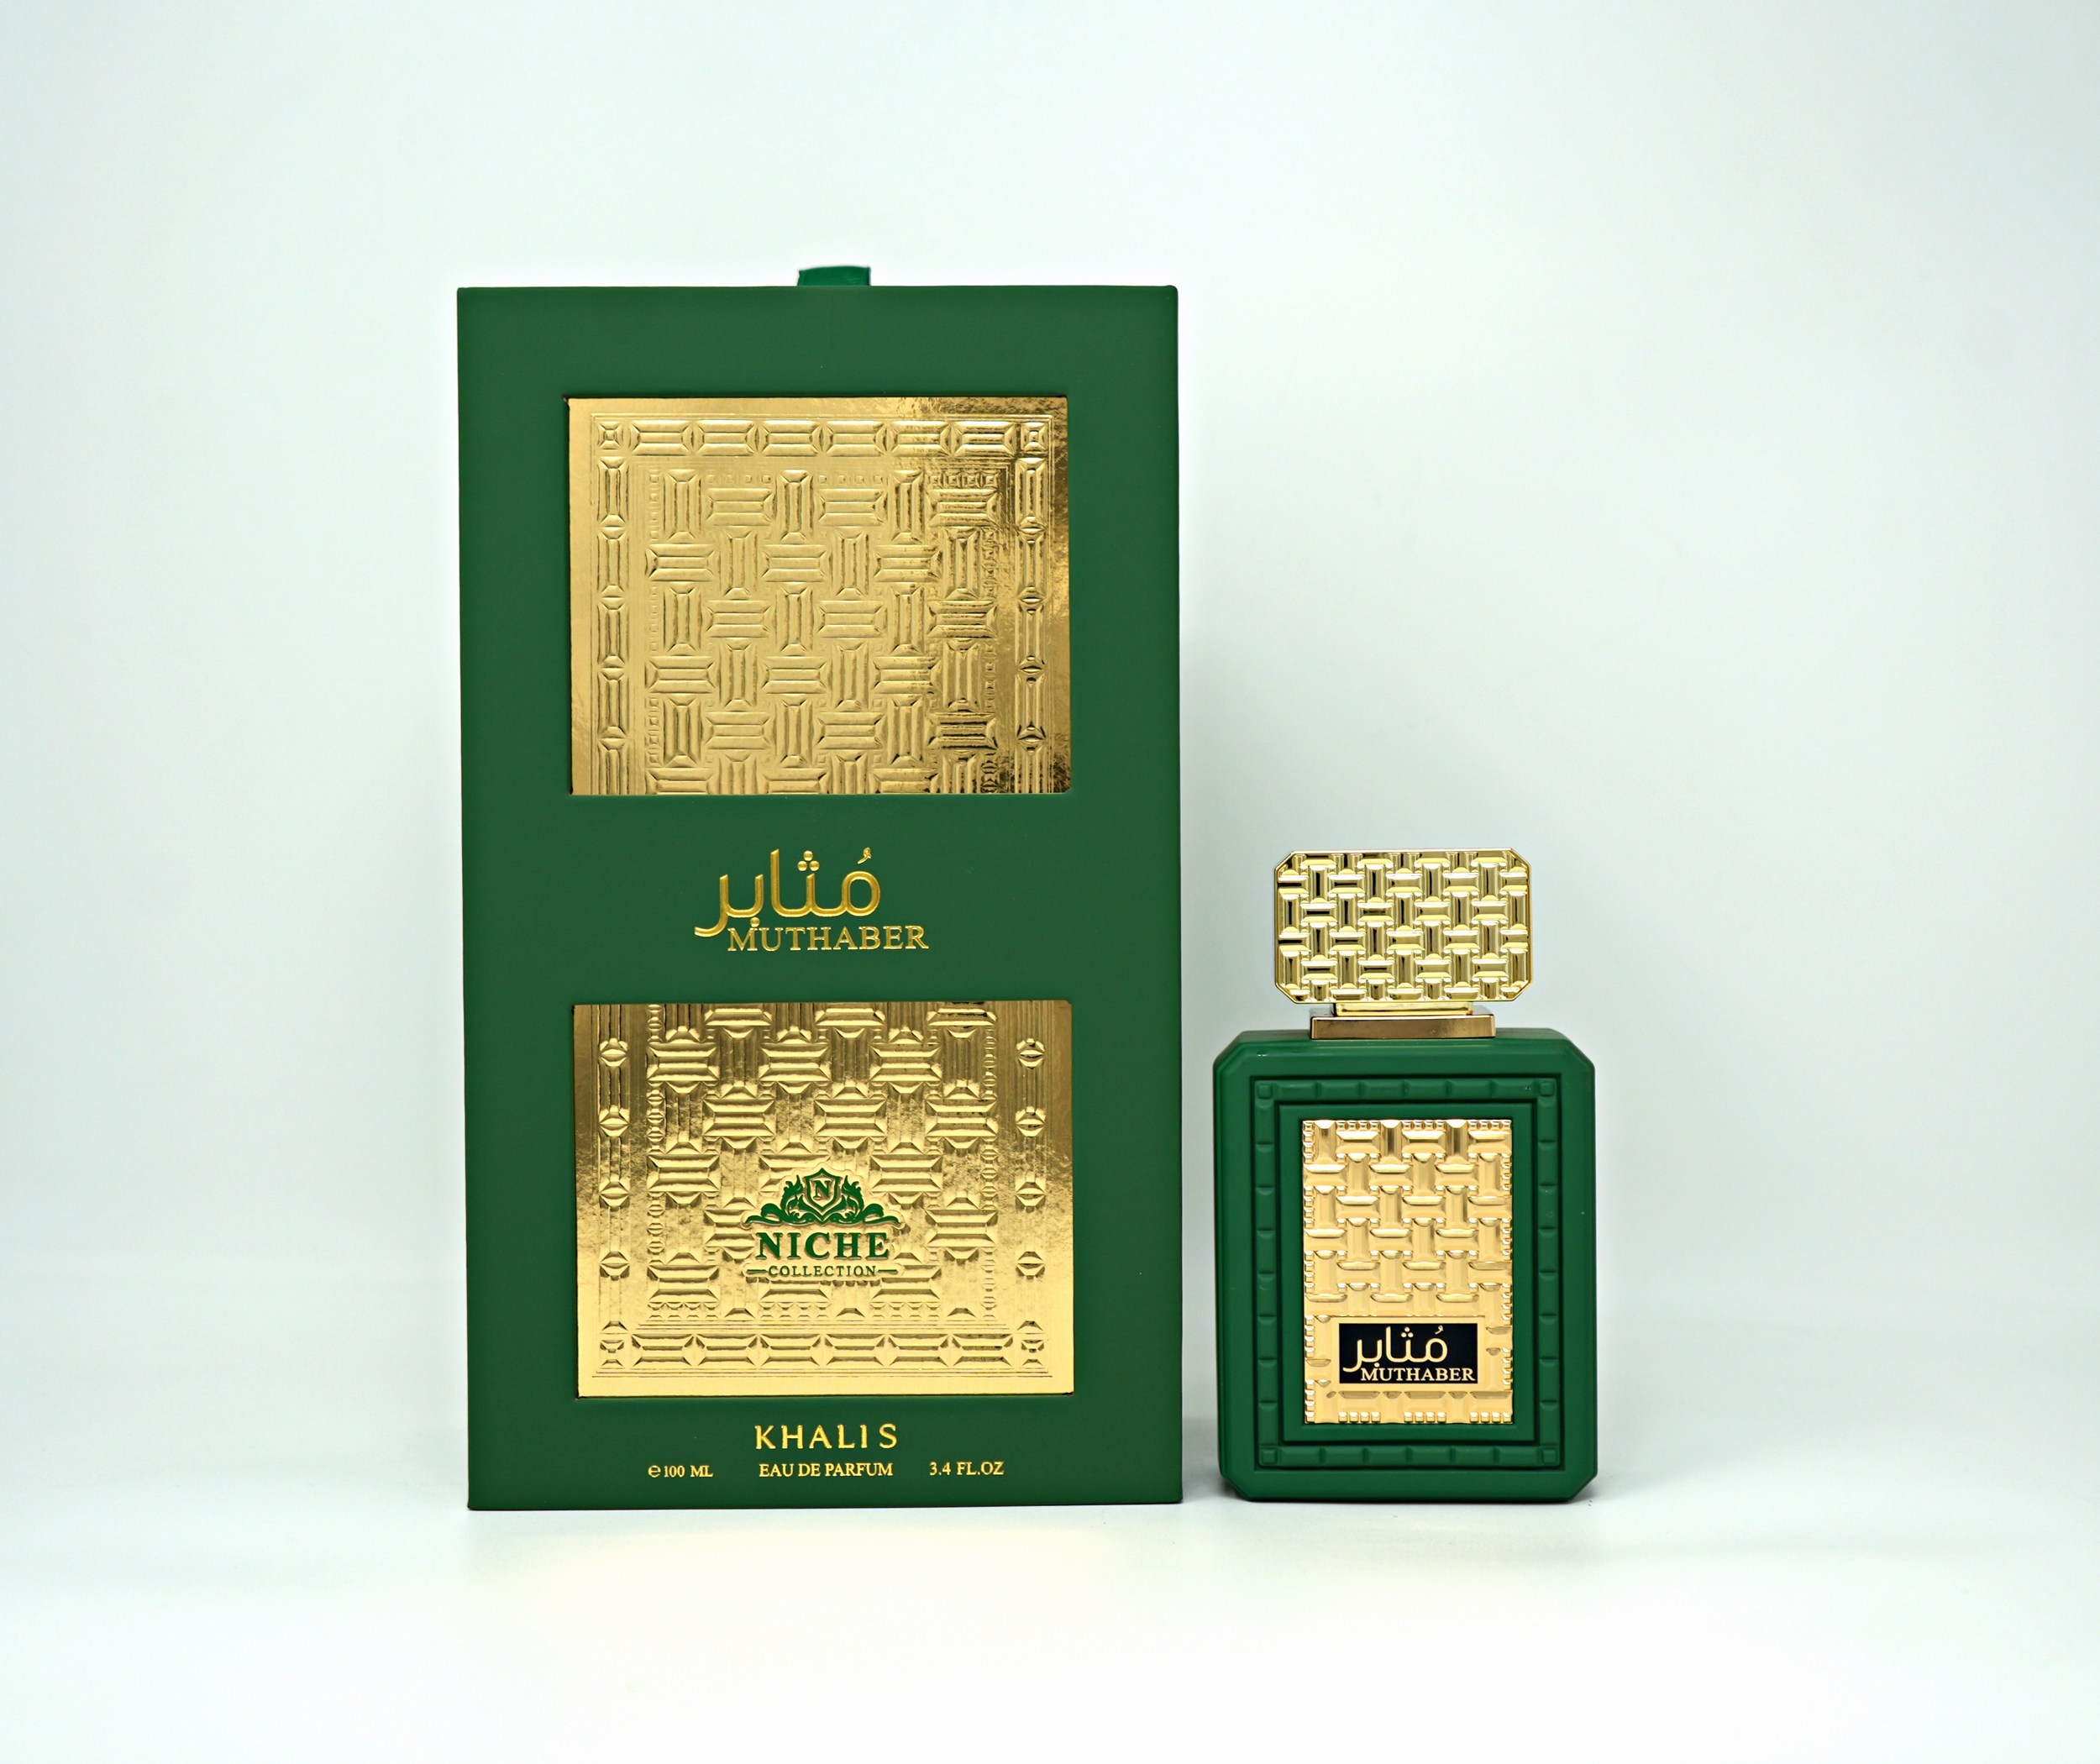 مُثابر
MUTHABER
N
NICHE
COLLECTION
KHALIS
℮100 ML EAU DE PARFUM 3.4 FL.OZ
مُثابر
MUTHABER